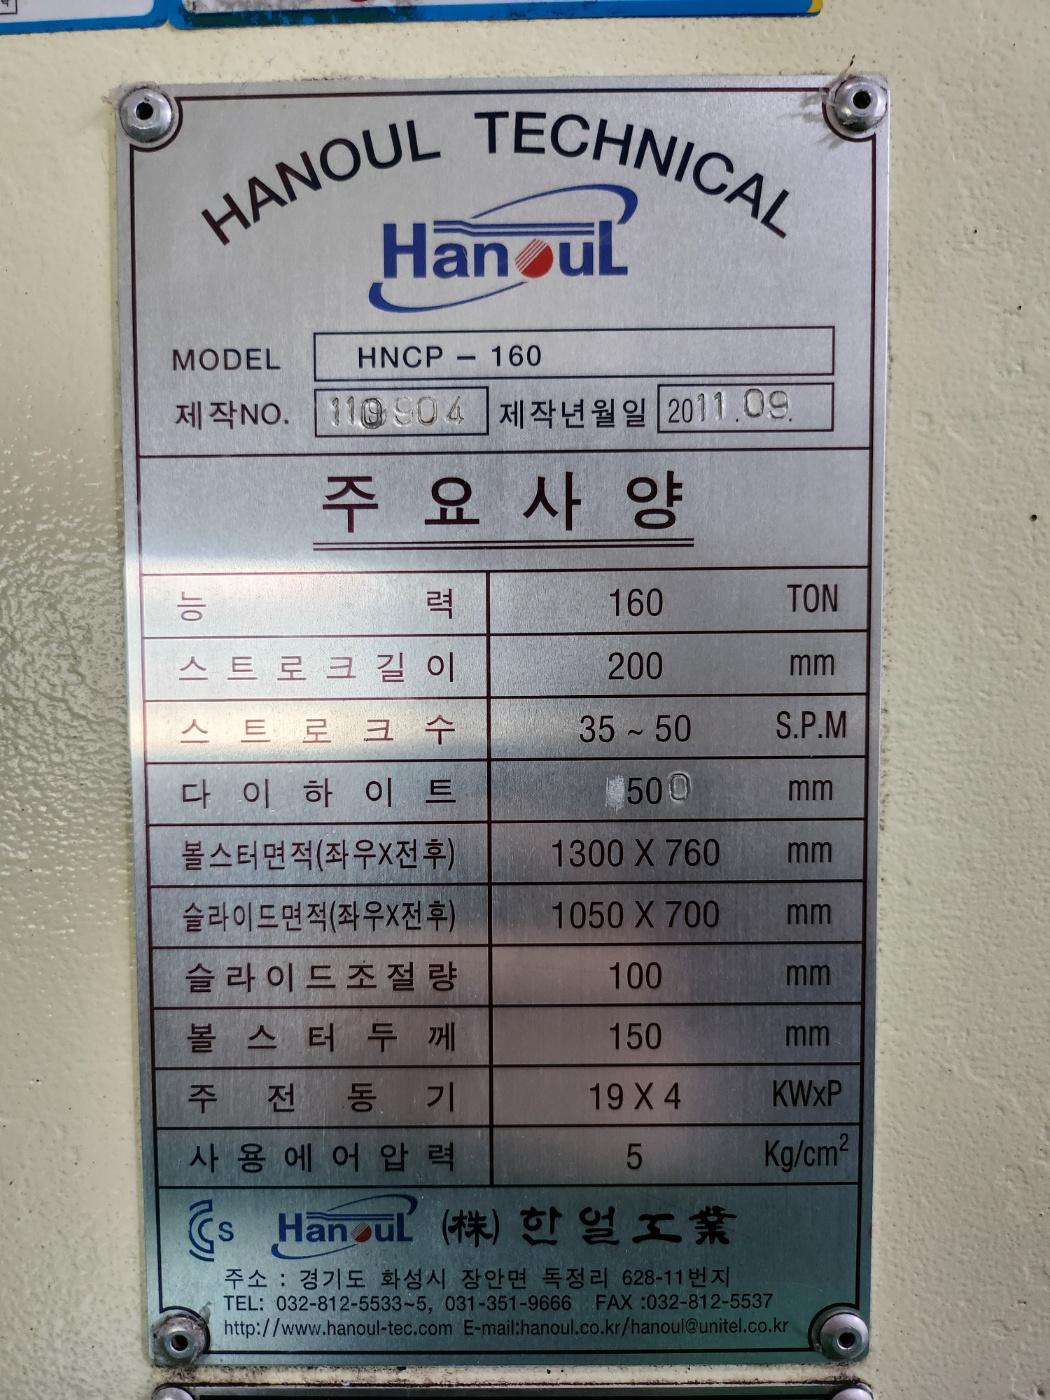 HANOUL TECHNICAL
HanouL
MODEL HNCP – 160
제작NO. 제작년월일 2011.09.
주요사양
능력 160 TON
스트로크길이 200 mm
스트로크수 35 ~ 50 S.P.M
다이하이트 500 mm
볼스터면적(좌우X전후) 1300 X 760 mm
슬라이드면적(좌우X전후) 1050 X 700 mm
슬라이드조절량 100 mm
볼스터두께 150 mm
주전동기 19 X 4 KWxP
사용에어압력 5 Kg/cm²
S HanouL (株) 한얼工業
주소 : 경기도 화성시 장안면 독정리 628-11번지
TEL: 032-812-5533~5, 031-351-9666 FAX :032-812-5537
http://www.hanoul-tec.com E-mail:hanoul.co.kr/hanoul@unitel.co.kr